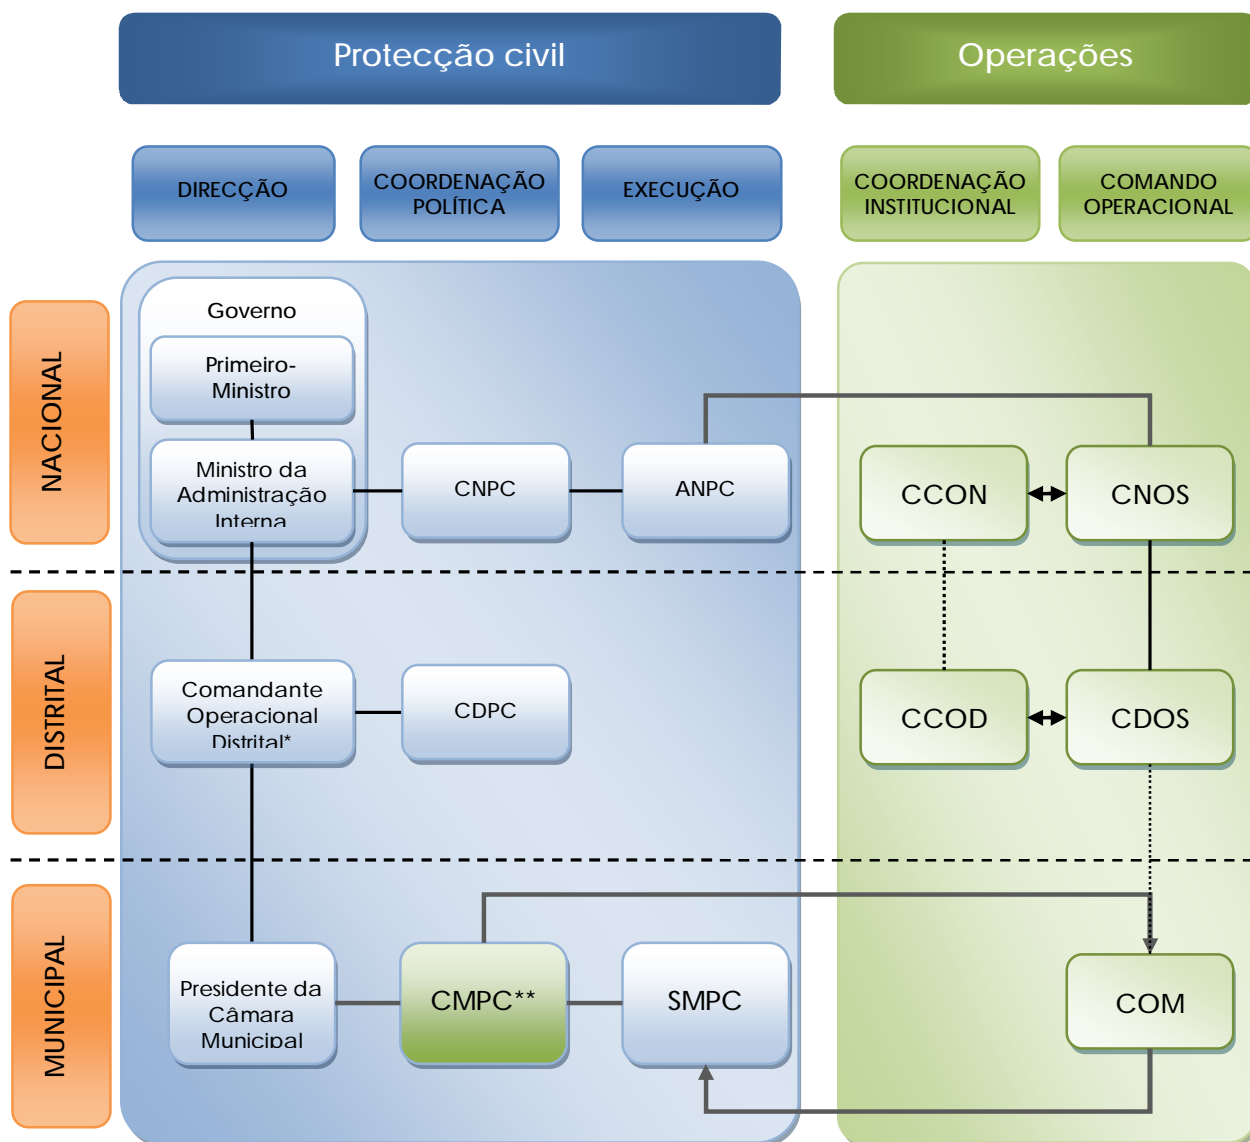 Protecção civil
Operações
DIRECÇÃO
COORDENAÇÃO
POLÍTICA
EXECUÇÃO
COORDENAÇÃO
INSTITUCIONAL
COMANDO
OPERACIONAL
NACIONAL
Governo
Primeiro-
Ministro
Ministro da
Administração
Interna
CNPC
ANPC
CCON
CNOS
DISTRITAL
Comandante
Operacional
Distrital*
CDPC
CCOD
CDOS
MUNICIPAL
Presidente da
Câmara
Municipal
CMPC**
SMPC
COM